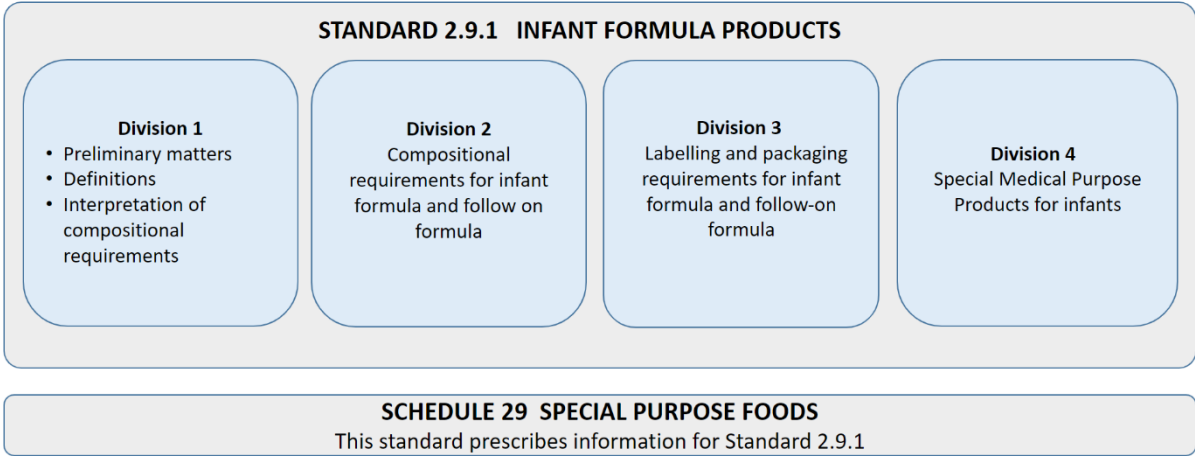 STANDARD 2.9.1 INFANT FORMULA PRODUCTS
Division 1
• Preliminary matters
• Definitions
• Interpretation of
compositional
requirements
Division 2
Compositional
requirements for infant
formula and follow on
formula
Division 3
Labelling and packaging
requirements for infant
formula and follow-on
formula
Division 4
Special Medical Purpose
Products for infants
SCHEDULE 29 SPECIAL PURPOSE FOODS
This standard prescribes information for Standard 2.9.1